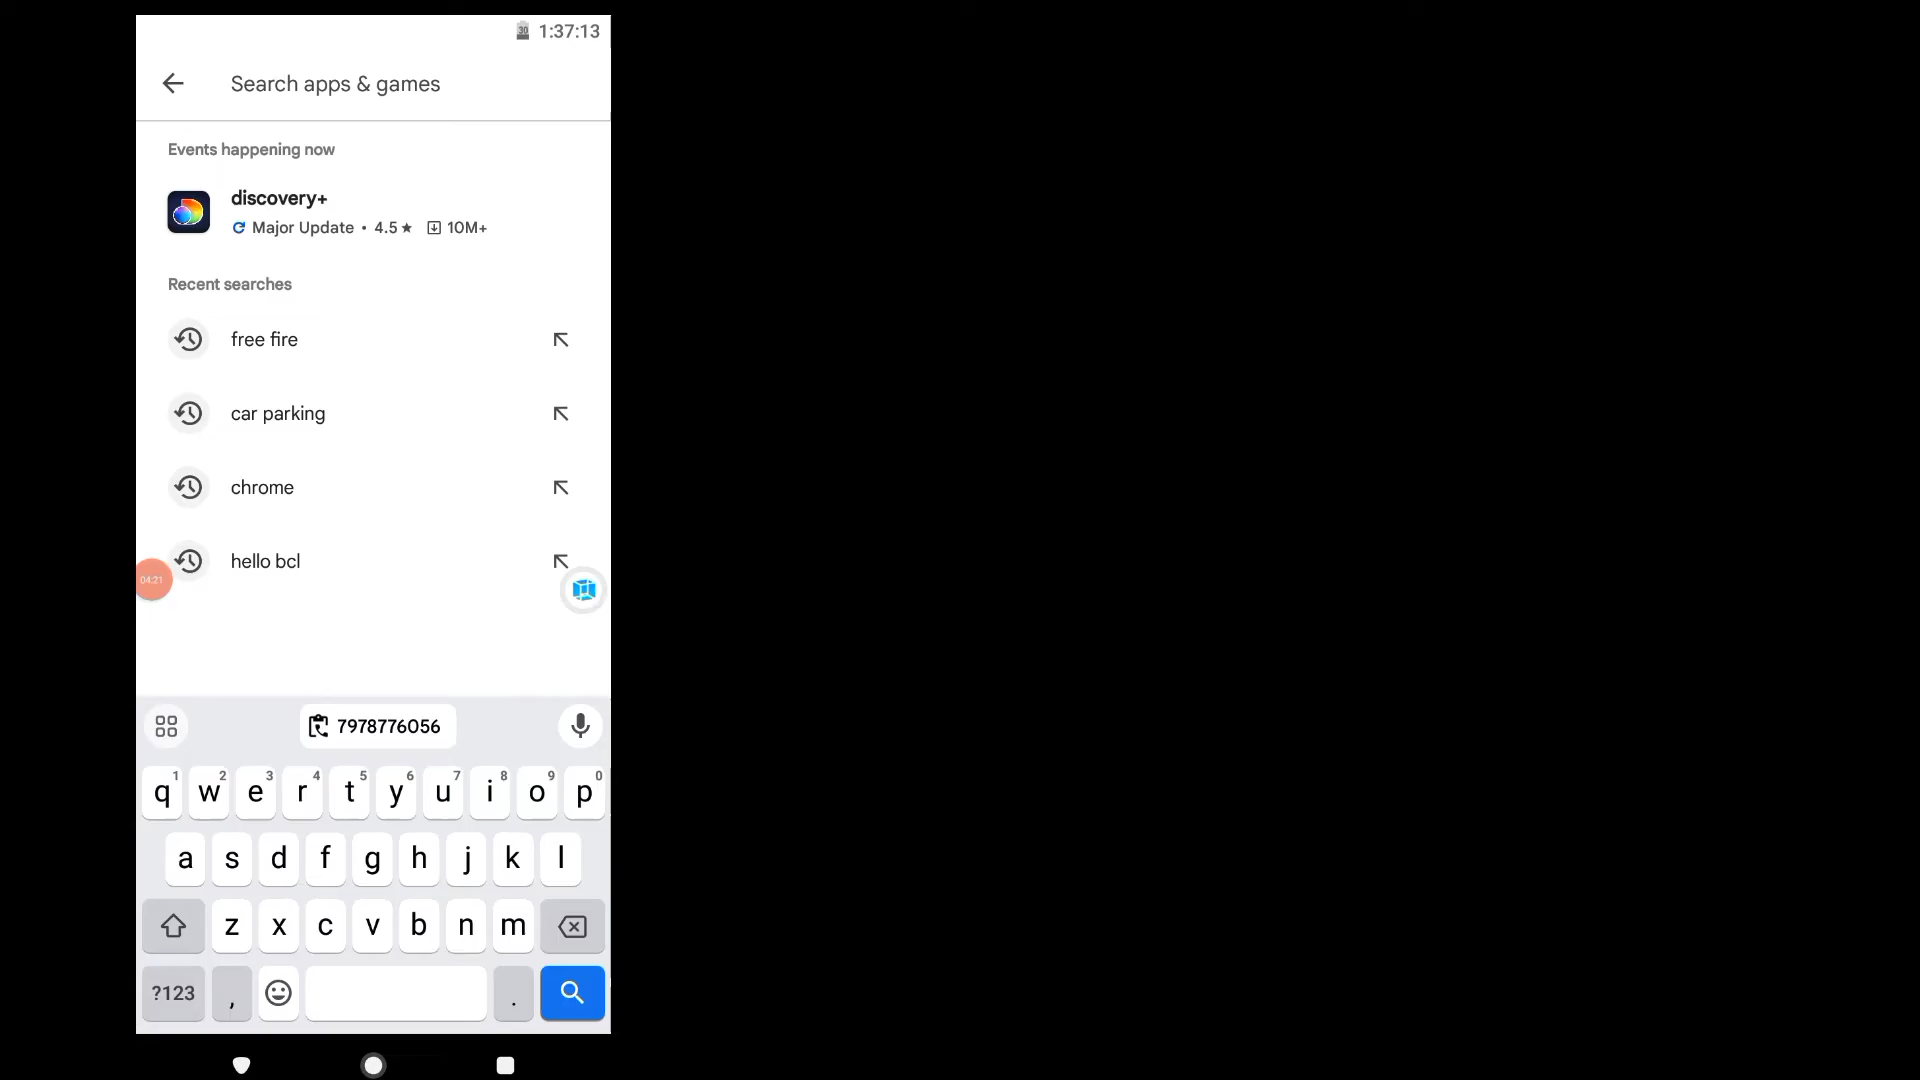 30 1:37:13
Search apps & games
Events happening now
discovery+
Major Update • 4.5 ★ 10M+
Recent searches
free fire
car parking
chrome
hello bcl
04:21
7978776056
q 1 w 2 e 3 r 4 t 5 y 6 u 7 i 8 o 9 p 0
a s d f g h j k l
z x c v b n m
?123 , .